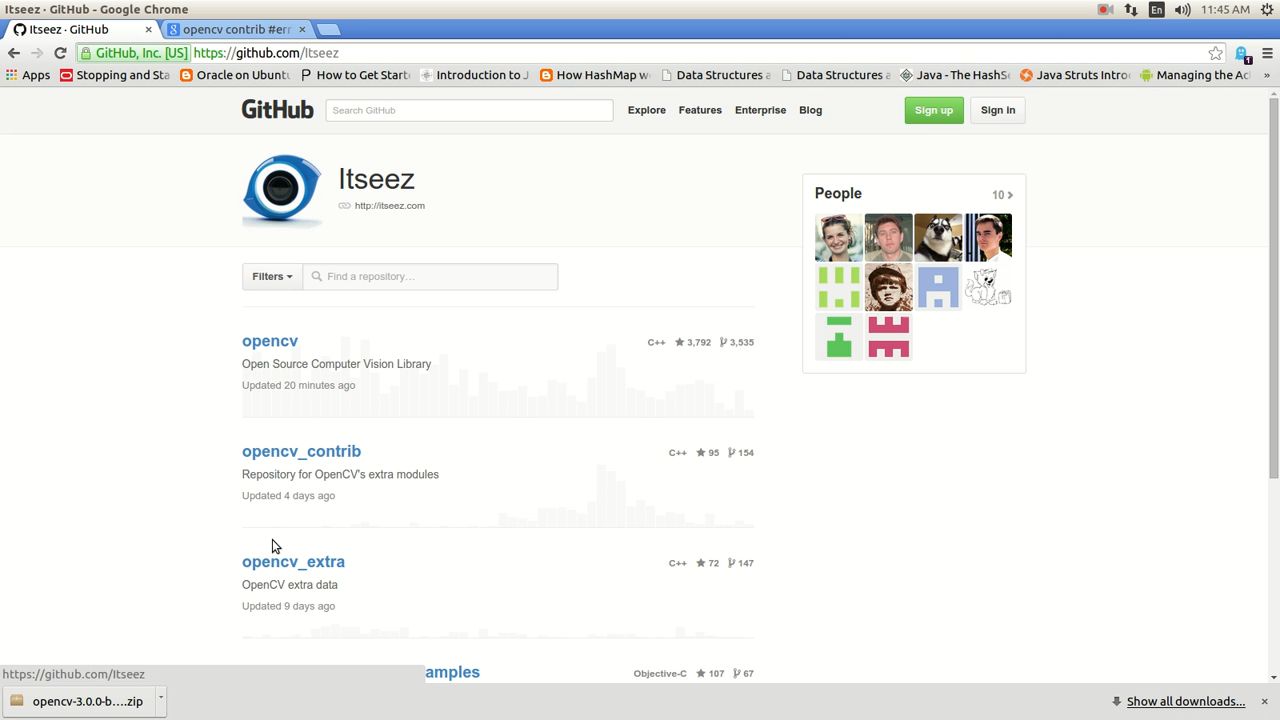 Itseez · GitHub - Google Chrome
En
11:45 AM
Itseez · GitHub
opencv contrib #err
GitHub, Inc. [US]
https://github.com/Itseez
Apps
Stopping and Sta
Oracle on Ubuntu
How to Get Start
Introduction to J
How HashMap w
Data Structures a
Data Structures a
Java - The HashS
Java Struts Intro
Managing the Ac
»
GitHub
Search GitHub
Explore
Features
Enterprise
Blog
Sign up
Sign in
Itseez
http://itseez.com
People
10
Filters
Find a repository…
opencv
C++ 3,792 3,535
Open Source Computer Vision Library
Updated 20 minutes ago
opencv_contrib
C++ 95 154
Repository for OpenCV's extra modules
Updated 4 days ago
opencv_extra
C++ 72 147
OpenCV extra data
Updated 9 days ago
amples
Objective-C 107 67
https://github.com/Itseez
opencv-3.0.0-b....zip
Show all downloads...